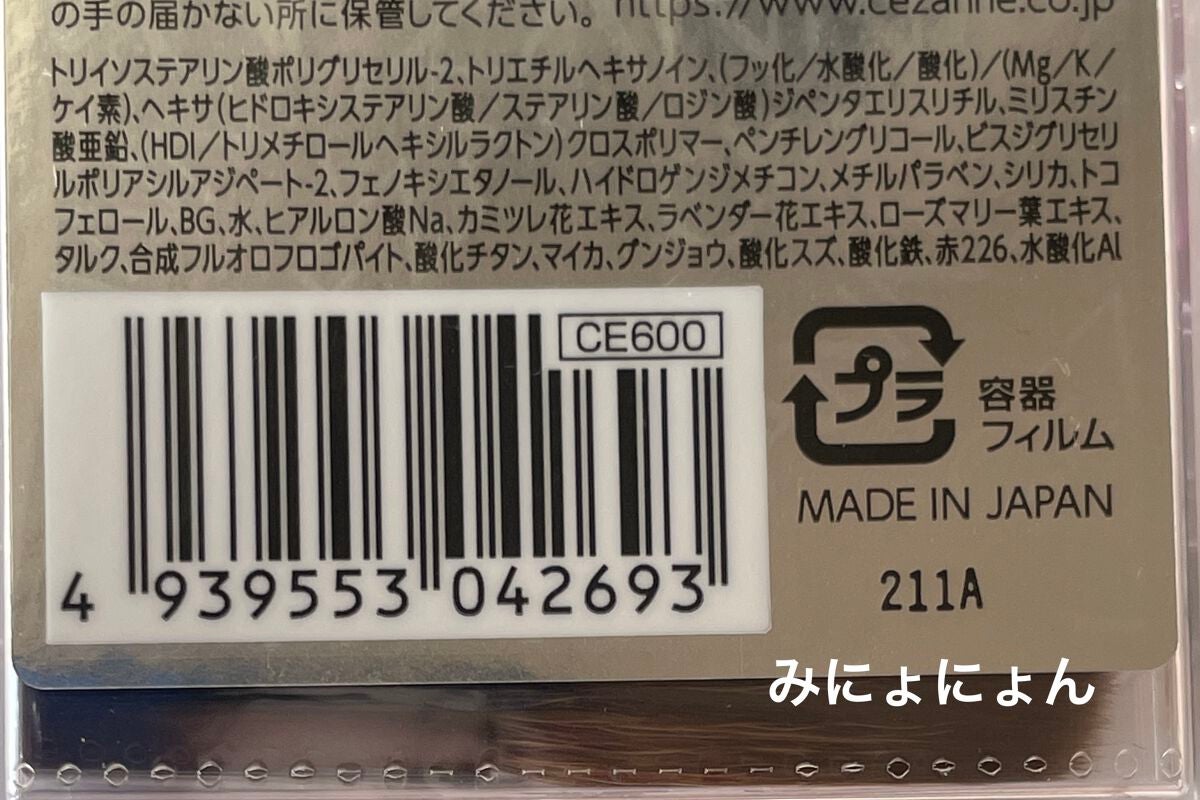 の手の届かない所に保管してください。 https://www.cezanne.co.jp
トリイソステアリン酸ポリグリセリル-2、トリエチルヘキサノイン、(フッ化/水酸化/酸化)/(Mg/K/
ケイ素)、ヘキサ(ヒドロキシステアリン酸/ステアリン酸/ロジン酸)ジペンタエリスリチル、ミリスチン
酸亜鉛、(HDI/トリメチロールヘキシルラクトン)クロスポリマー、ペンチレングリコール、ビスジグリセリ
ルポリアシルアジペート-2、フェノキシエタノール、ハイドロゲンジメチコン、メチルパラベン、シリカ、トコ
フェロール、BG、水、ヒアルロン酸Na、カミツレ花エキス、ラベンダー花エキス、ローズマリー葉エキス、
タルク、合成フルオロフロゴパイト、酸化チタン、マイカ、グンジョウ、酸化スズ、酸化鉄、赤226、水酸化Al
CE600
4 939553 042693
プラ
容器
フィルム
MADE IN JAPAN
211A
みにょにょん